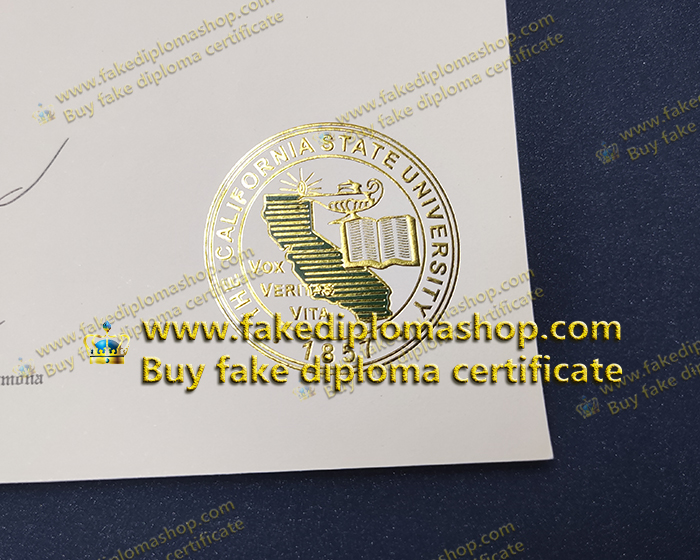 www.fakediplomashop.com
Buy fake diploma certificate
www.fakediplomashop.com
Buy fake diploma certificate
www.fakediplomashop.com
Buy fake diploma certificate
THE CALIFORNIA STATE UNIVERSITY
VOX
VERITAS
VITA
1857
www.fakediplomashop.com
Buy fake diploma certificate
mona
www.fakediplomashop.com
Buy fake diploma certificate